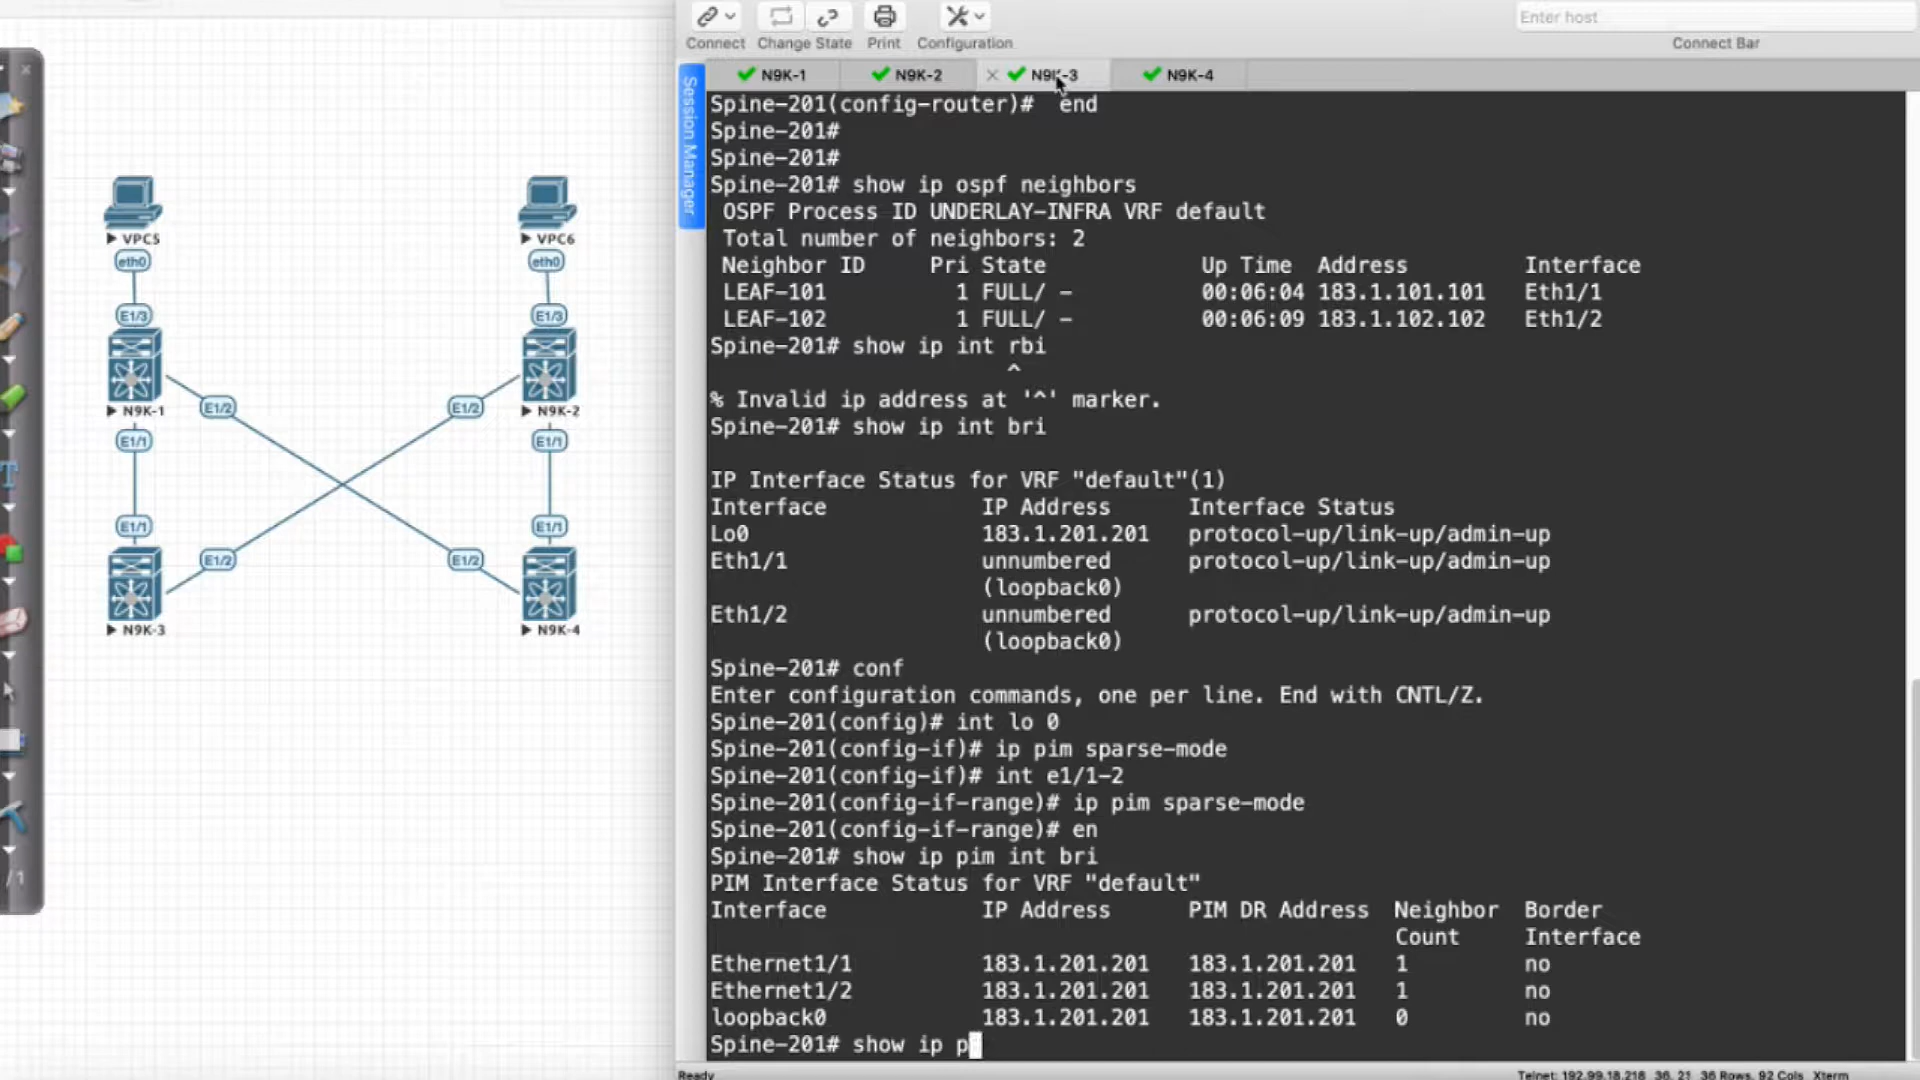 Enter host
Connect
Change State
Print
Configuration
Connect Bar
Session Manager
N9K-1
N9K-2
N9K-3
N9K-4
Spine-201(config-router)#  end
Spine-201#
Spine-201#
Spine-201# show ip ospf neighbors
OSPF Process ID UNDERLAY-INFRA VRF default
Total number of neighbors: 2
Neighbor ID     Pri State            Up Time  Address         Interface
LEAF-101          1 FULL/ -          00:06:04 183.1.101.101   Eth1/1
LEAF-102          1 FULL/ -          00:06:09 183.1.102.102   Eth1/2
Spine-201# show ip int rbi
^
% Invalid ip address at '^' marker.
Spine-201# show ip int bri
IP Interface Status for VRF "default"(1)
Interface            IP Address      Interface Status
Lo0                  183.1.201.201   protocol-up/link-up/admin-up
Eth1/1               unnumbered      protocol-up/link-up/admin-up
(loopback0)
Eth1/2               unnumbered      protocol-up/link-up/admin-up
(loopback0)
Spine-201# conf
Enter configuration commands, one per line. End with CNTL/Z.
Spine-201(config)# int lo 0
Spine-201(config-if)# ip pim sparse-mode
Spine-201(config-if)# int e1/1-2
Spine-201(config-if-range)# ip pim sparse-mode
Spine-201(config-if-range)# en
Spine-201# show ip pim int bri
PIM Interface Status for VRF "default"
Interface            IP Address      PIM DR Address  Neighbor  Border
Count     Interface
Ethernet1/1          183.1.201.201   183.1.201.201   1         no
Ethernet1/2          183.1.201.201   183.1.201.201   1         no
loopback0            183.1.201.201   183.1.201.201   0         no
Spine-201# show ip p
Ready
Telnet: 192.99.18.218   36, 21   36 Rows, 92 Cols   Xterm
VPC5
VPC6
eth0
eth0
E1/3
E1/3
N9K-1
E1/2
E1/2
N9K-2
E1/1
E1/1
E1/1
E1/1
E1/2
E1/2
N9K-3
N9K-4
/1